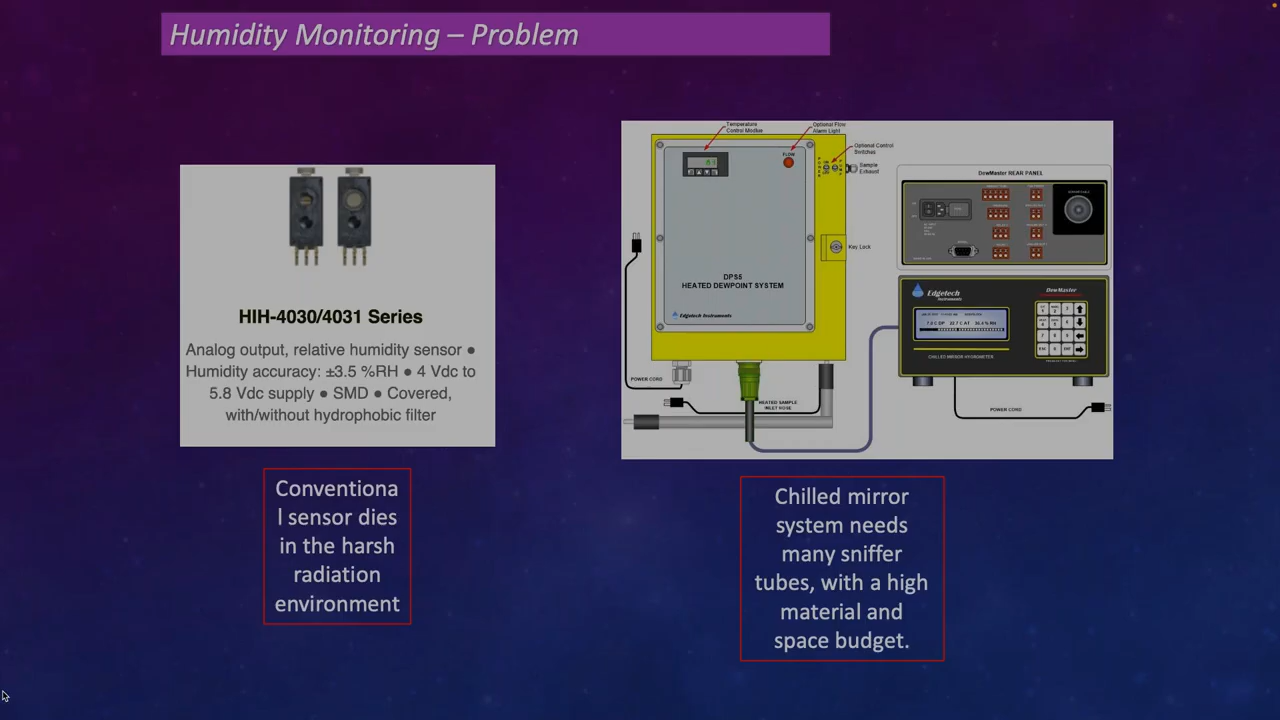 Humidity Monitoring – Problem
HIH-4030/4031 Series
Analog output, relative humidity sensor ●
Humidity accuracy: ±3.5 %RH ● 4 Vdc to
5.8 Vdc supply ● SMD ● Covered,
with/without hydrophobic filter
Conventiona
l sensor dies
in the harsh
radiation
environment
Temperature
Control Modlier
Optional Flow
Alarm Light
Optional Control
Switches
Sample
Exhaust
FLOW
Key Lock
DPS5
HEATED DEWPOINT SYSTEM
Edgetech Instruments
POWER CORD
HEATED SAMPLE
INLET HOSE
DewMaster REAR PANEL
Edgetech
Instruments
DewMaster
CHILLED MIRROR HYGROMETER
POWER CORD
Chilled mirror
system needs
many sniffer
tubes, with a high
material and
space budget.